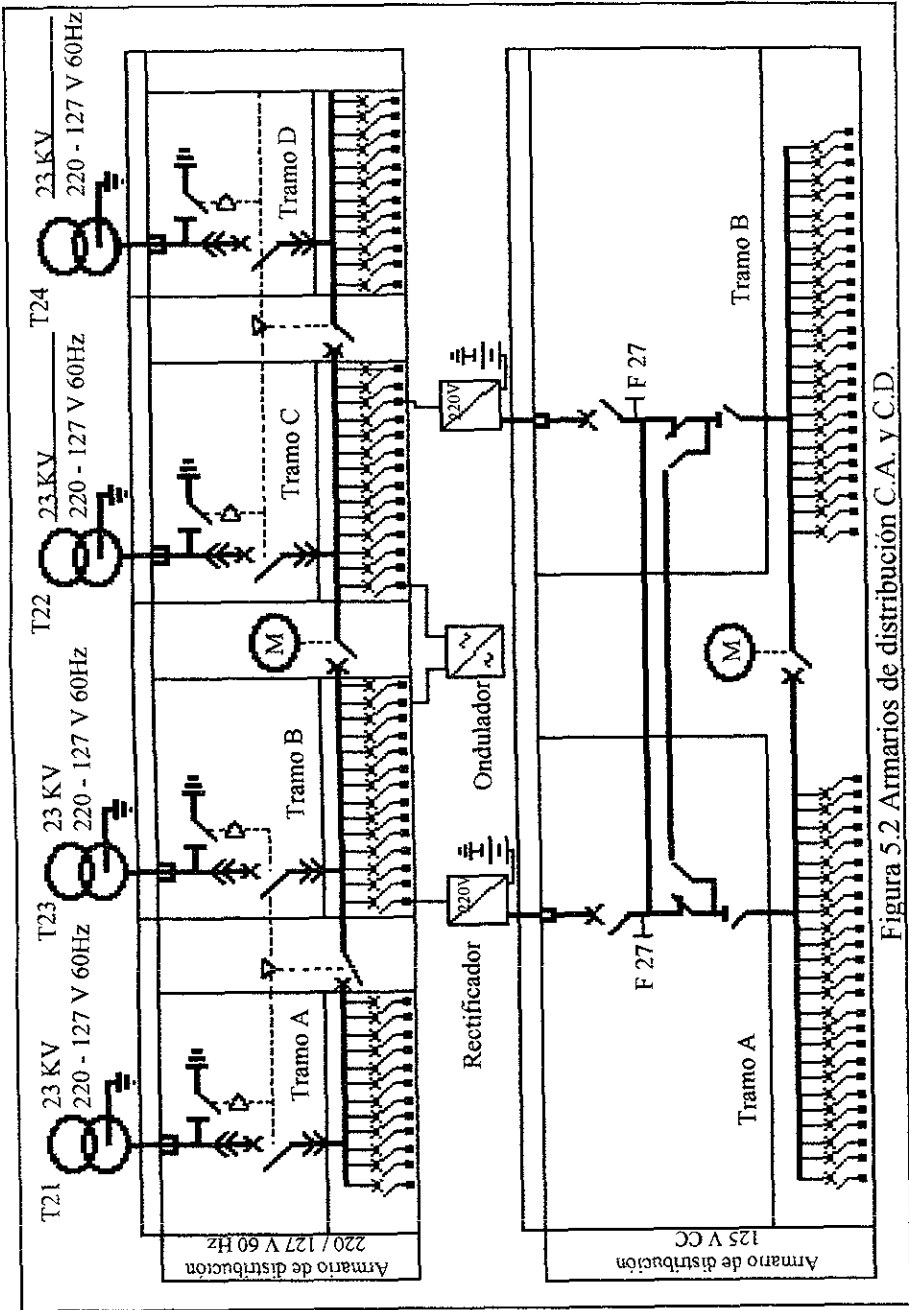 T21
23 KV
220 - 127 V 60Hz
T23
23 KV
220 - 127 V 60Hz
T22
23 KV
220 - 127 V 60Hz
T24
23 KV
220 - 127 V 60Hz
Armario de distribución
220 / 127 V 60 Hz
Tramo A
Tramo B
M
Tramo C
Tramo D
Rectificador
220V
Ondulador
~
~
220V
Armario de distribución
125 V CC
Tramo A
F 27
M
F 27
Tramo B
Figura 5.2 Armarios de distribución C.A. y C.D.